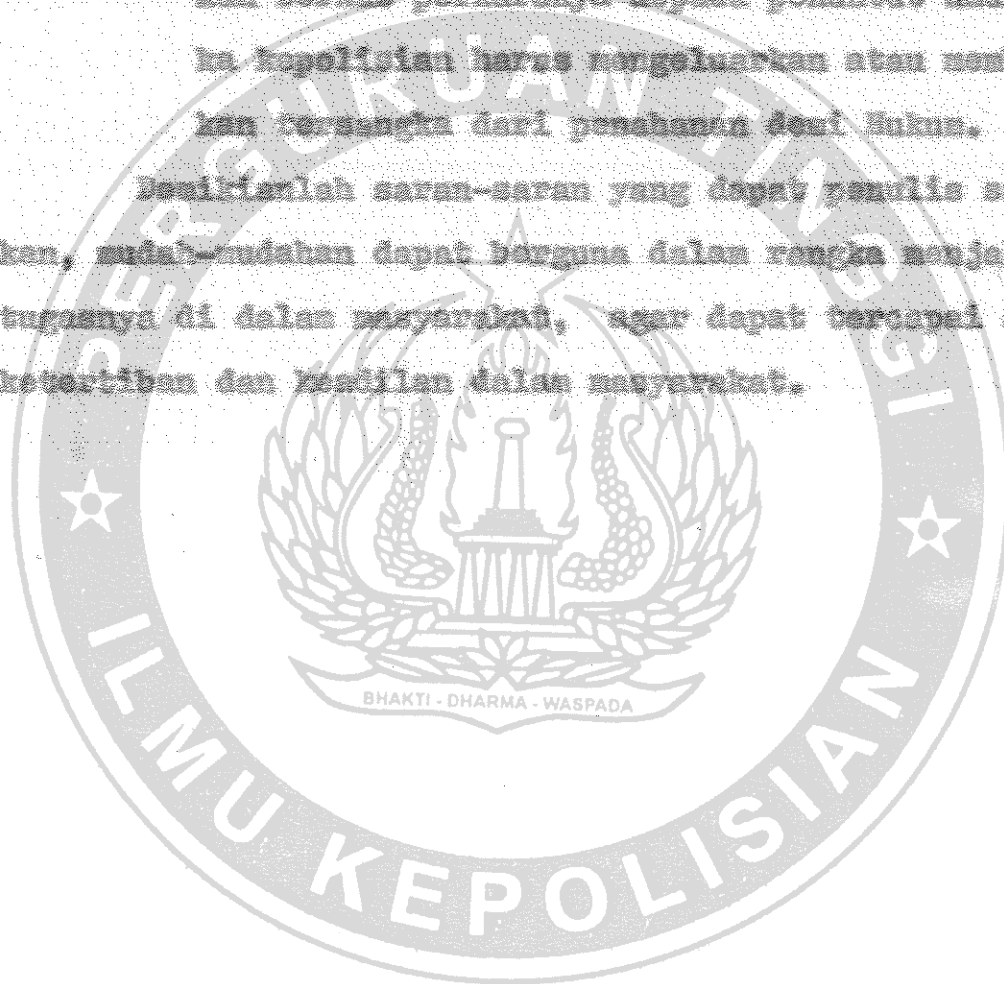 ka kepolisian harus mengeluarkan atau mem
kan tersangka dari penahanan demi Hukum.
Demikianlah saran-saran yang dapat penulis s
kan, mudah-mudahan dapat berguna dalam rangka menja
tugasnya di dalam masyarakat, agar dapat tercapai
ketertiban dan keadilan dalam masyarakat.
PERGURUAN TINGGI
BHAKTI - DHARMA - WASPADA
ILMU KEPOLISIAN